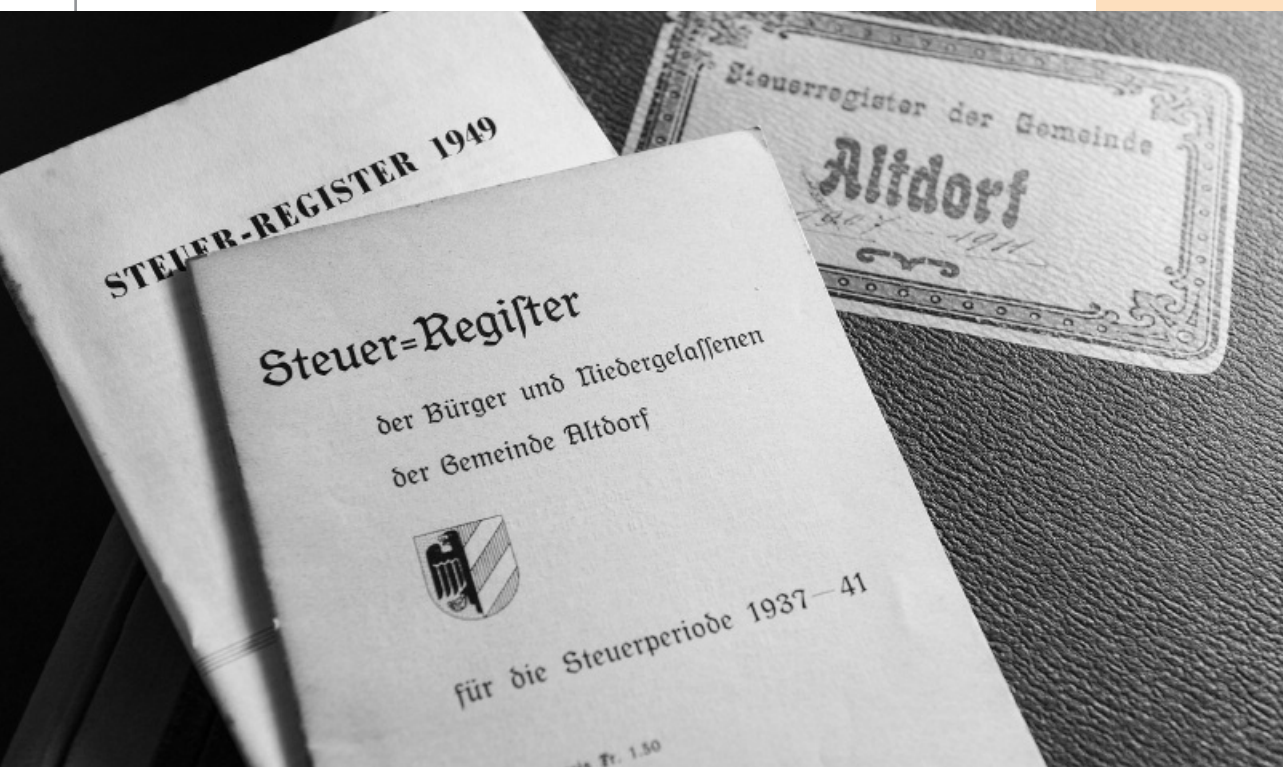 STEUER-REGISTER 1949
Steuerregister der Gemeinde
Altdorf
Steuer=Regiſter
der Bürger und Niedergelaſſenen
der Gemeinde Altdorf
für die Steuerperiode 1937—41
Fr. 1.50